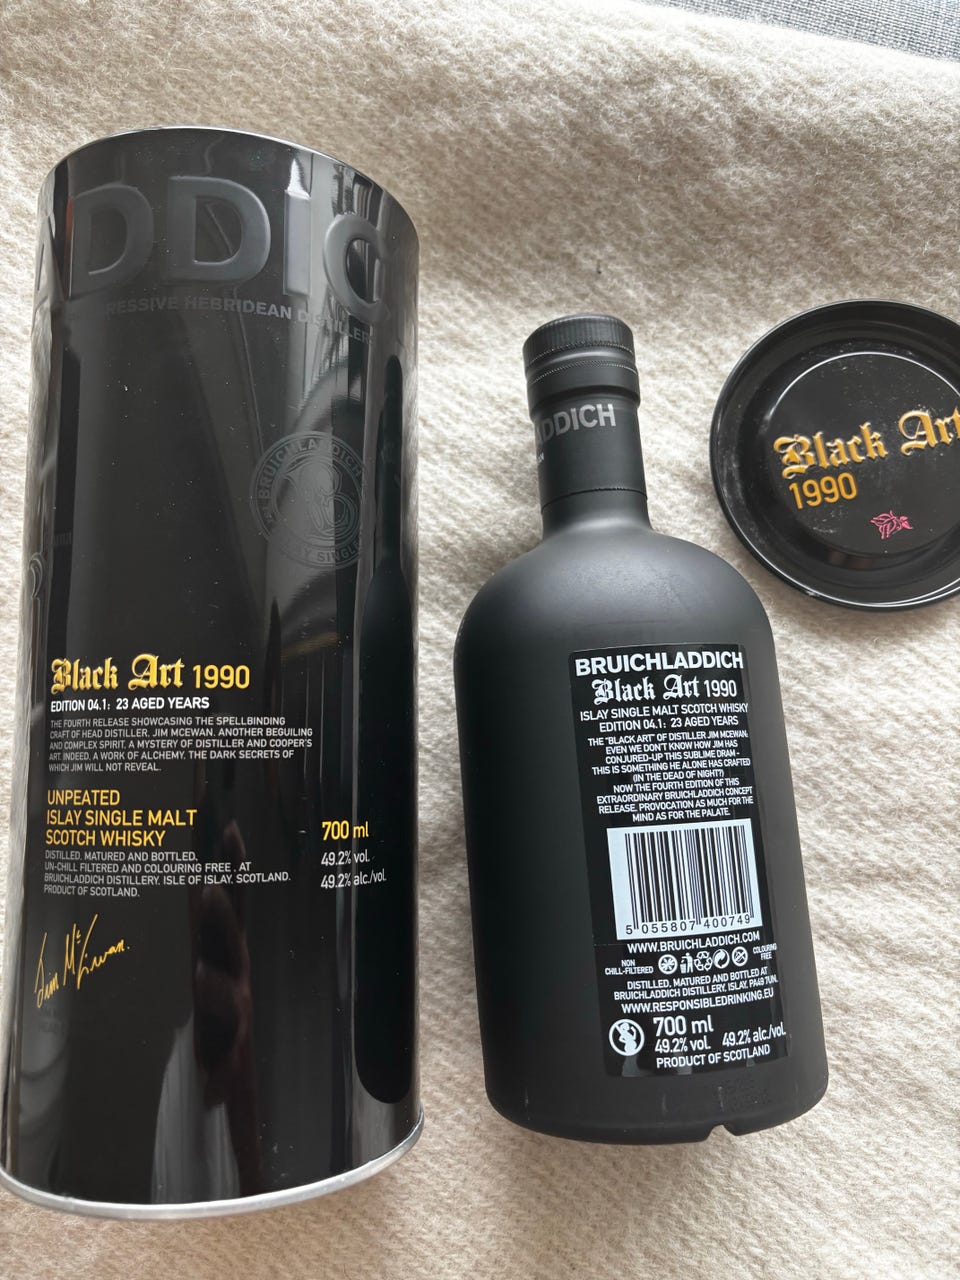 ADDIC
RESSIVE HEBRIDEAN DISTILLER
BRUICHLADDICH
ISLAY SINGLE
Black Art 1990
EDITION 04.1: 23 AGED YEARS
THE FOURTH RELEASE SHOWCASING THE SPELLBINDING
CRAFT OF HEAD DISTILLER, JIM MCEWAN. ANOTHER BEGUILING
AND COMPLEX SPIRIT. A MYSTERY OF DISTILLER AND COOPER'S
ART. INDEED, A WORK OF ALCHEMY. THE DARK SECRETS OF
WHICH JIM WILL NOT REVEAL.
UNPEATED
ISLAY SINGLE MALT
SCOTCH WHISKY
700 ml
49.2% vol.
49.2% alc./vol.
DISTILLED, MATURED AND BOTTLED,
UN-CHILL FILTERED AND COLOURING FREE , AT
BRUICHLADDICH DISTILLERY, ISLE OF ISLAY, SCOTLAND.
PRODUCT OF SCOTLAND.
Jim McEwan.
ADDICH
BRUICHLADDICH
Black Art 1990
ISLAY SINGLE MALT SCOTCH WHISKY
EDITION 04.1: 23 AGED YEARS
THE "BLACK ART" OF DISTILLER JIM MCEWAN:
EVEN WE DON'T KNOW HOW JIM HAS
CONJURED-UP THIS SUBLIME DRAM -
THIS IS SOMETHING HE ALONE HAS CRAFTED
(IN THE DEAD OF NIGHT?)
NOW THE FOURTH EDITION OF THIS
EXTRAORDINARY BRUICHLADDICH CONCEPT
RELEASE. PROVOCATION AS MUCH FOR THE
MIND AS FOR THE PALATE.
5 055807 400749
WWW.BRUICHLADDICH.COM
NON
CHILL-FILTERED
COLOURING
FREE
DISTILLED, MATURED AND BOTTLED AT
BRUICHLADDICH DISTILLERY, ISLAY, PA49 7UN.
WWW.RESPONSIBLEDRINKING.EU
700 ml
49.2% vol. 49.2% alc./vol.
PRODUCT OF SCOTLAND
Black Art
1990